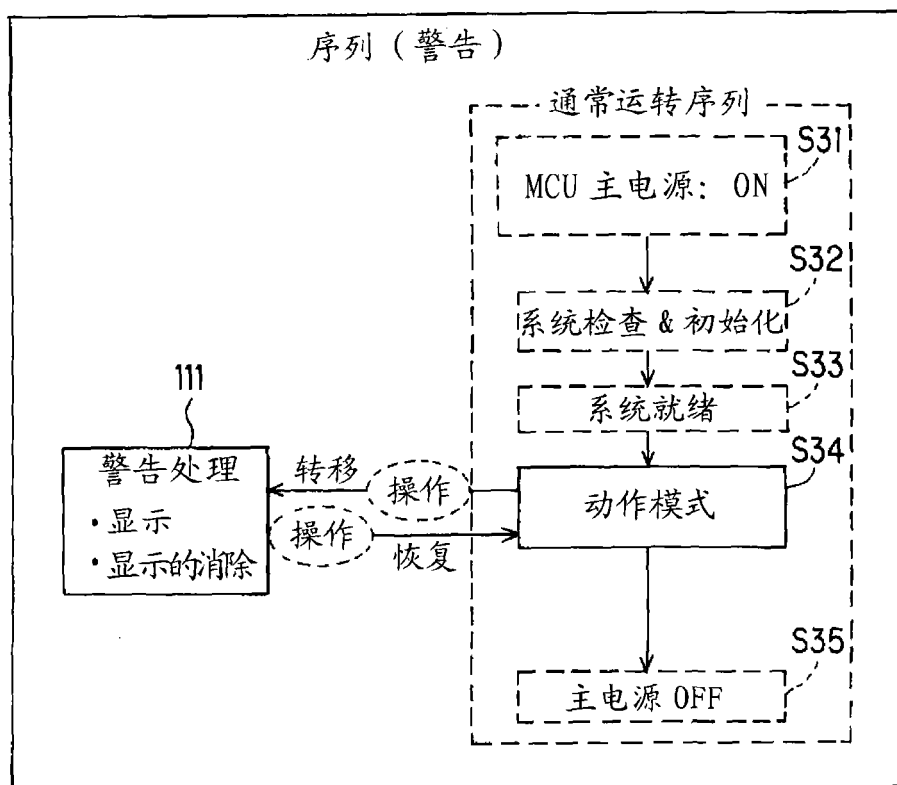 序列（警告）
通常运转序列
S31
MCU 主电源：ON
S32
系统检查 & 初始化
S33
系统就绪
S34
动作模式
111
警告处理
·显示
·显示的消除
转移
操作
操作
恢复
S35
主电源 OFF